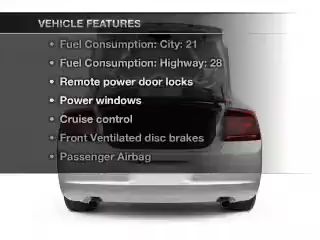 VEHICLE FEATURES
• Fuel Consumption: City: 21
• Fuel Consumption: Highway: 28
• Remote power door locks
• Power windows
• Cruise control
• Front Ventilated disc brakes
• Passenger Airbag